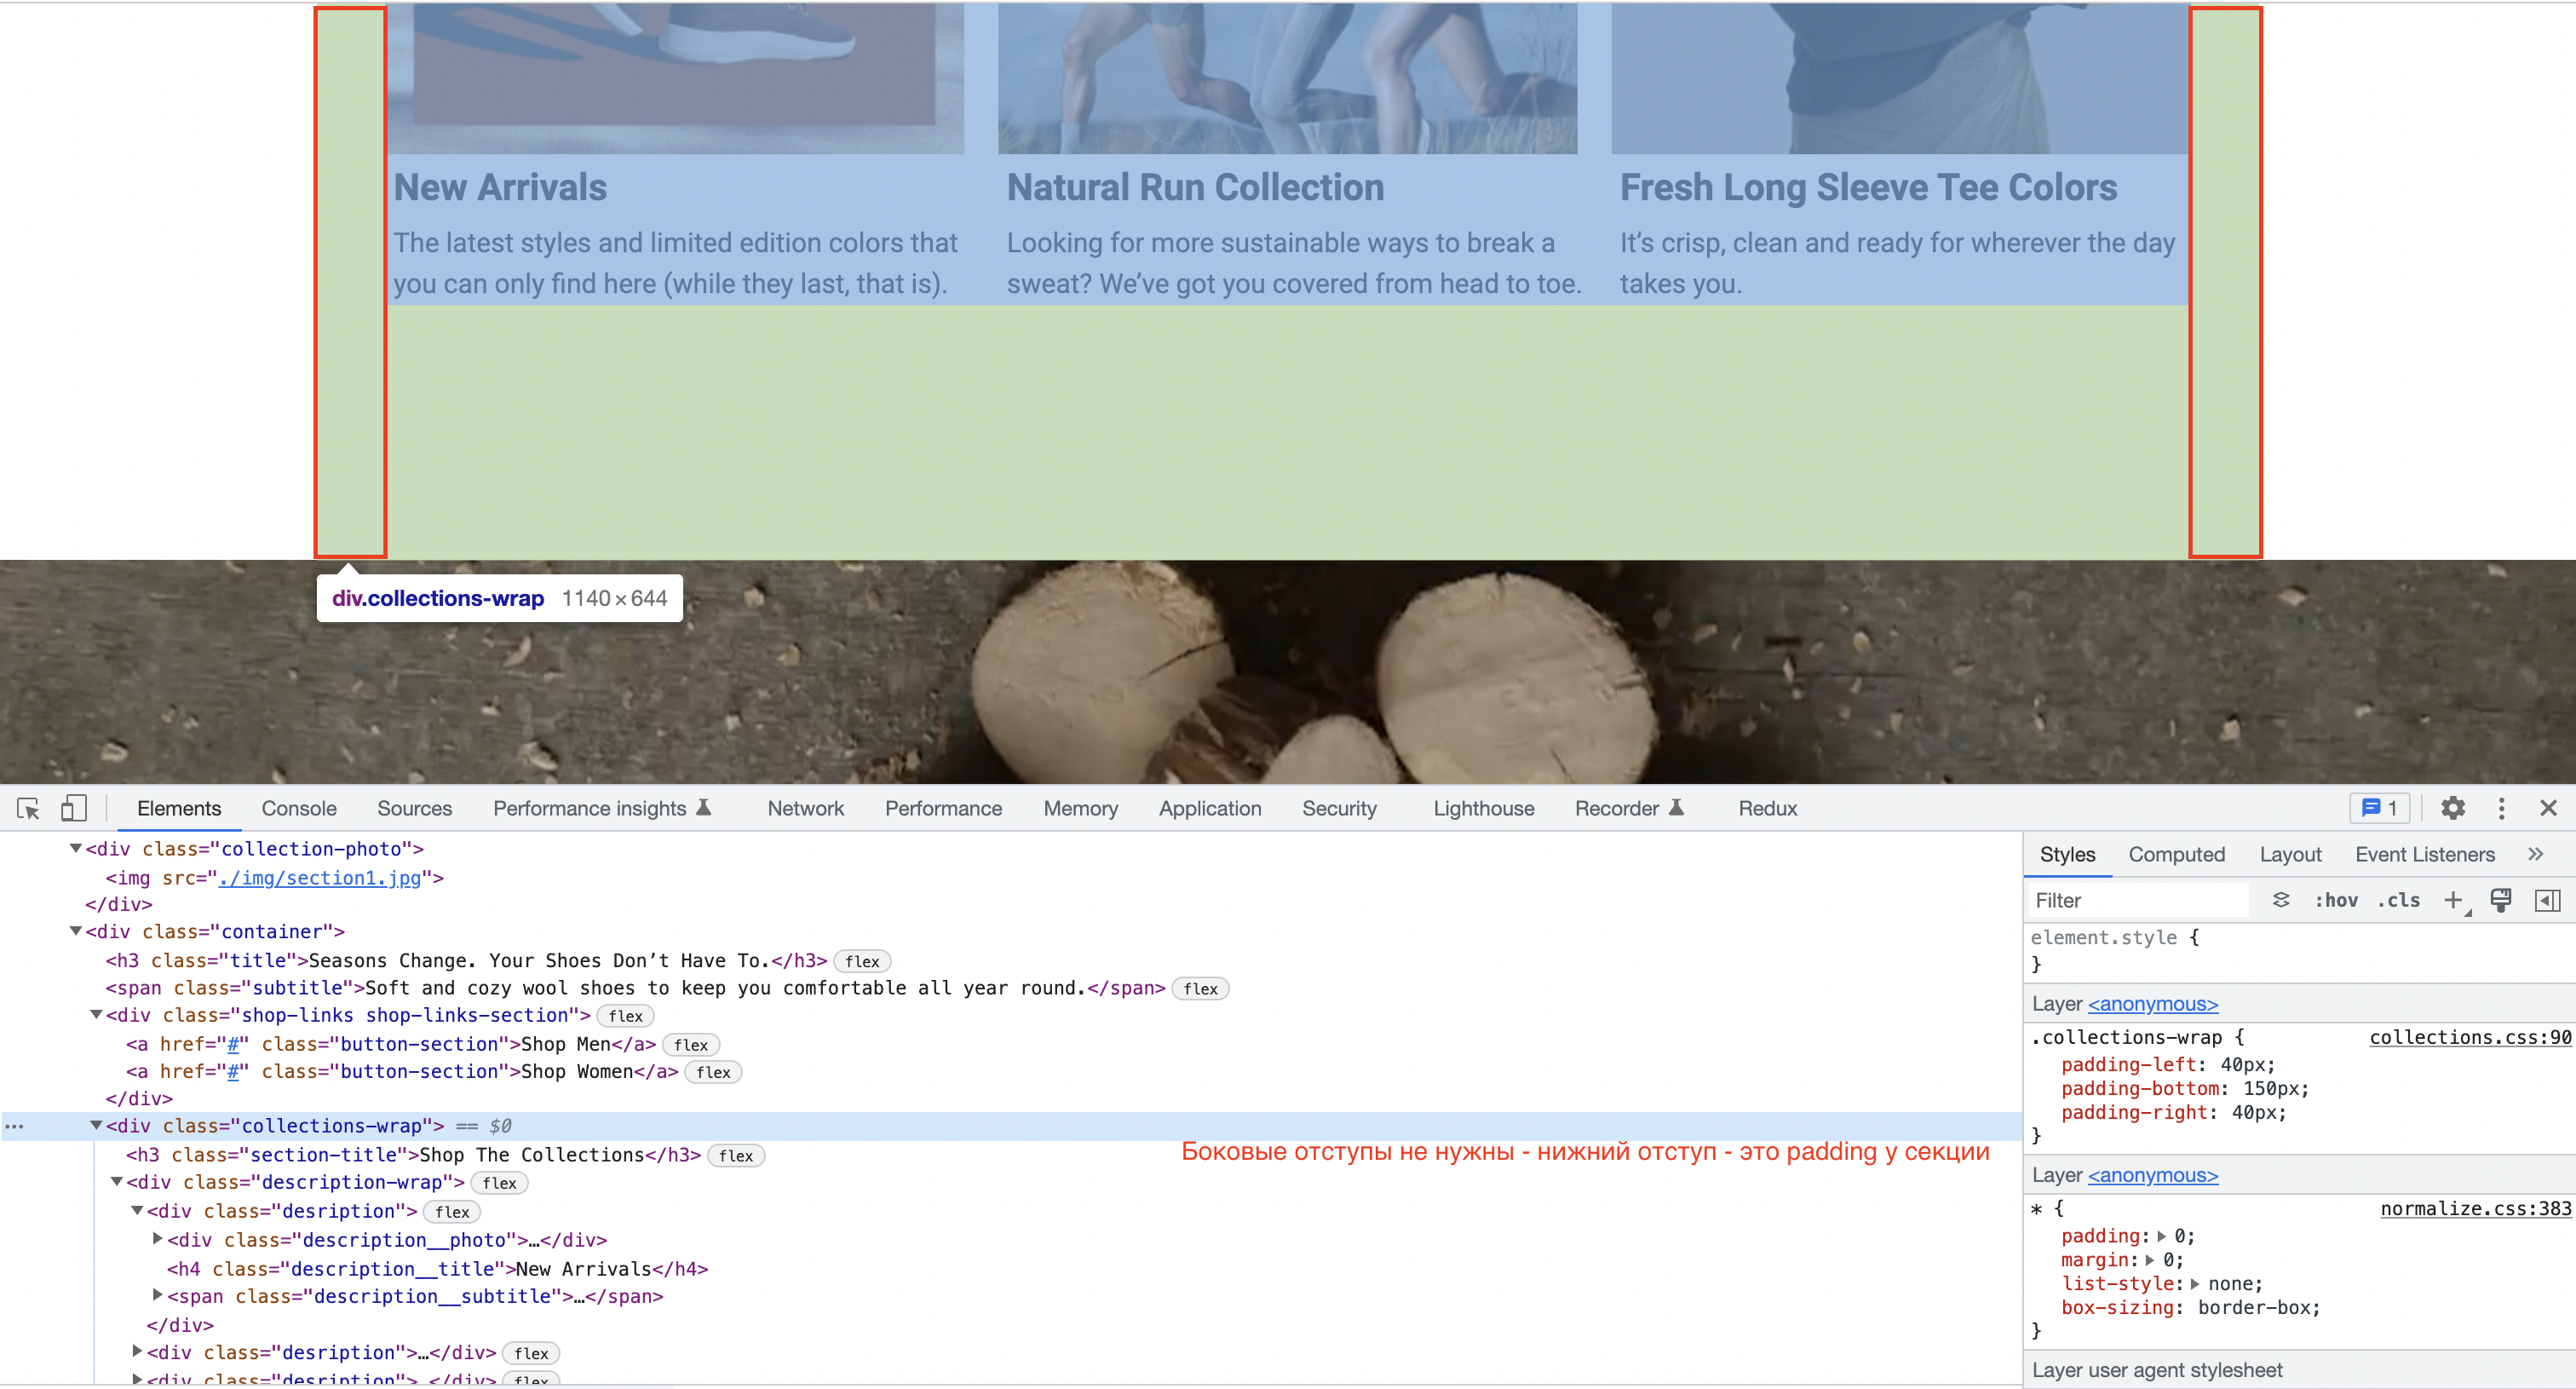 New Arrivals
The latest styles and limited edition colors that
you can only find here (while they last, that is).
Natural Run Collection
Looking for more sustainable ways to break a
sweat? We’ve got you covered from head to toe.
Fresh Long Sleeve Tee Colors
It’s crisp, clean and ready for wherever the day
takes you.
div.collections-wrap 1140×644
Elements Console Sources Performance insights Network Performance Memory Application Security Lighthouse Recorder Redux 1
<div class="collection-photo">
<img src="./img/section1.jpg">
</div>
<div class="container">
<h3 class="title">Seasons Change. Your Shoes Don’t Have To.</h3> flex
<span class="subtitle">Soft and cozy wool shoes to keep you comfortable all year round.</span> flex
<div class="shop-links shop-links-section"> flex
<a href="#" class="button-section">Shop Men</a> flex
<a href="#" class="button-section">Shop Women</a> flex
</div>
<div class="collections-wrap"> == $0
Боковые отступы не нужны - нижний отступ - это padding у секции
<h3 class="section-title">Shop The Collections</h3> flex
<div class="description-wrap"> flex
<div class="desription"> flex
<div class="description__photo">…</div>
<h4 class="description__title">New Arrivals</h4>
<span class="description__subtitle">…</span>
</div>
<div class="desription">…</div> flex
<div class="desription">…</div> flex
Styles Computed Layout Event Listeners »
Filter :hov .cls +
element.style {
}
Layer <anonymous>
.collections-wrap { collections.css:90
padding-left: 40px;
padding-bottom: 150px;
padding-right: 40px;
}
Layer <anonymous>
* { normalize.css:383
padding: 0;
margin: 0;
list-style: none;
box-sizing: border-box;
}
Layer user agent stylesheet